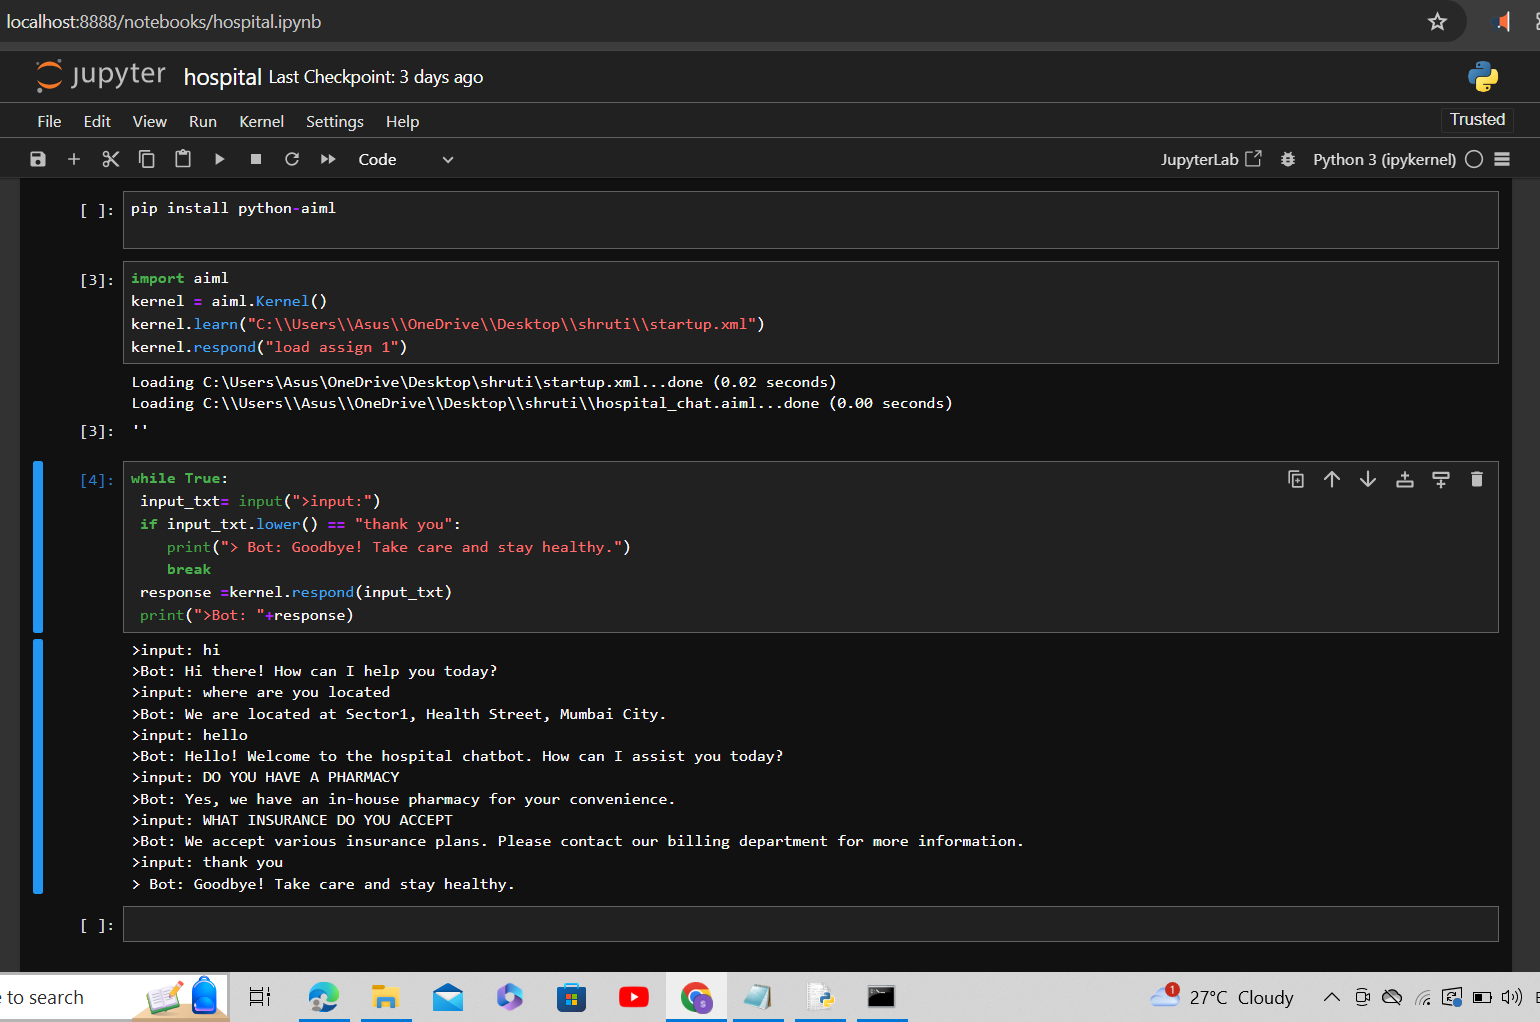 localhost:8888/notebooks/hospital.ipynb
jupyter hospital Last Checkpoint: 3 days ago
File Edit View Run Kernel Settings Help Trusted
Code JupyterLab Python 3 (ipykernel)
[ ]: pip install python-aiml
[3]: import aiml
kernel = aiml.Kernel()
kernel.learn("C:\\Users\\Asus\\OneDrive\\Desktop\\shruti\\startup.xml")
kernel.respond("load assign 1")
Loading C:\Users\Asus\OneDrive\Desktop\shruti\startup.xml...done (0.02 seconds)
Loading C:\\Users\\Asus\\OneDrive\\Desktop\\shruti\\hospital_chat.aiml...done (0.00 seconds)
[3]: ''
[4]: while True:
input_txt= input(">input:")
if input_txt.lower() == "thank you":
print("> Bot: Goodbye! Take care and stay healthy.")
break
response =kernel.respond(input_txt)
print(">Bot: "+response)
>input: hi
>Bot: Hi there! How can I help you today?
>input: where are you located
>Bot: We are located at Sector1, Health Street, Mumbai City.
>input: hello
>Bot: Hello! Welcome to the hospital chatbot. How can I assist you today?
>input: DO YOU HAVE A PHARMACY
>Bot: Yes, we have an in-house pharmacy for your convenience.
>input: WHAT INSURANCE DO YOU ACCEPT
>Bot: We accept various insurance plans. Please contact our billing department for more information.
>input: thank you
> Bot: Goodbye! Take care and stay healthy.
[ ]:
to search 1 27°C Cloudy